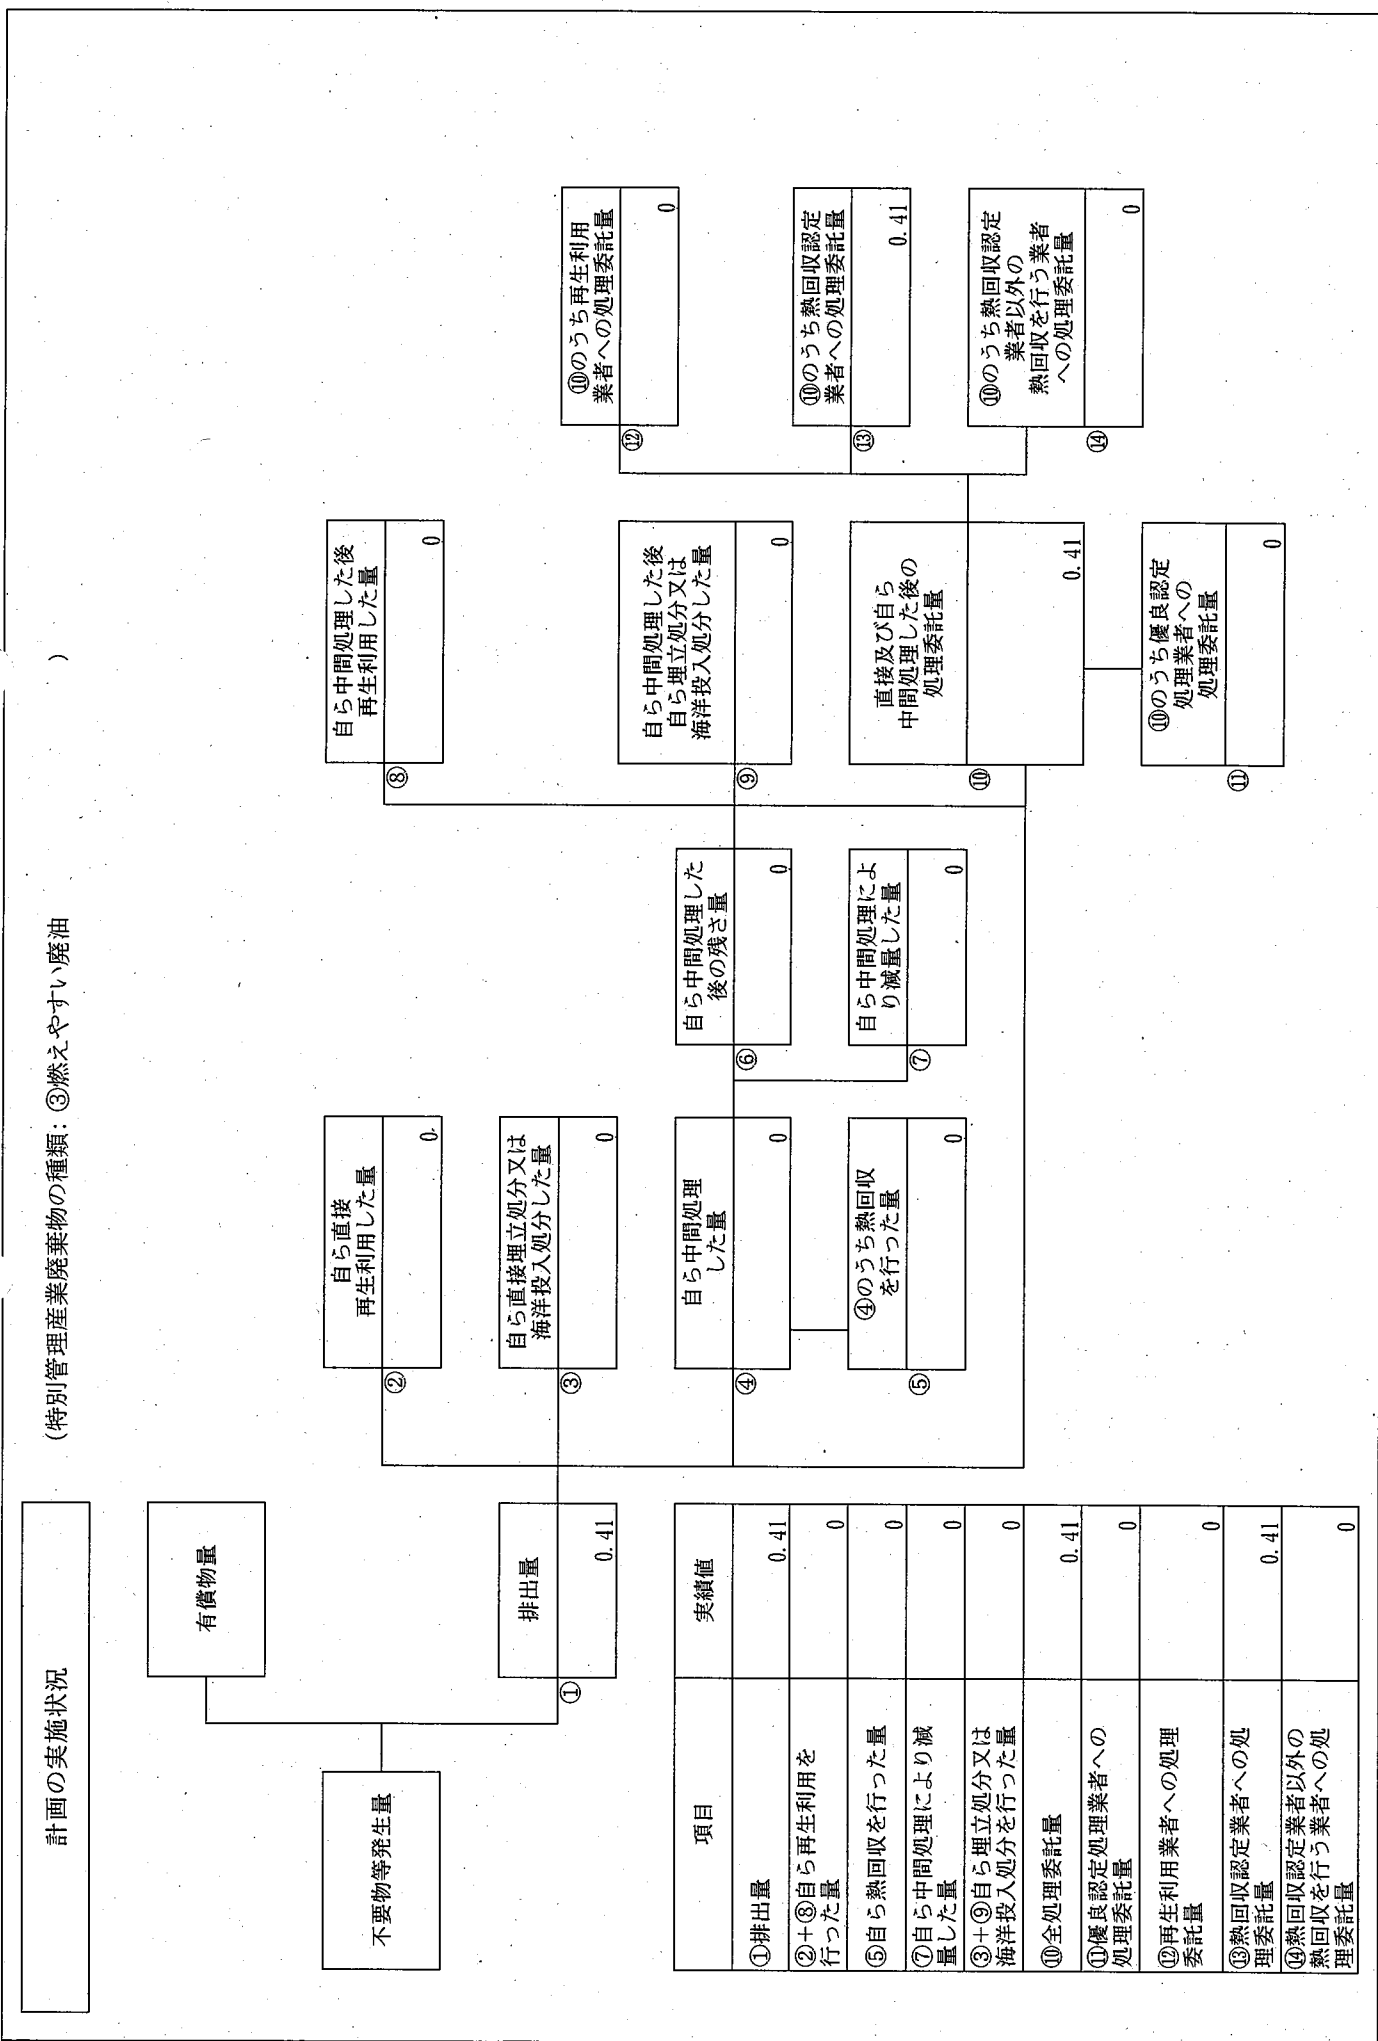 計画の実施状況
(特別管理産業廃棄物の種類: ③燃えやすい廃油 )
不要物等発生量
有償物量
排出量
①
0.41
自ら直接
再生利用した量
②
0
自ら直接埋立処分又は
海洋投入処分した量
③
0
自ら中間処理
した量
④
0
④のうち熱回収
を行った量
⑤
0
自ら中間処理した
後の残さ量
⑥
0
自ら中間処理によ
り減量した量
⑦
0
自ら中間処理した後
再生利用した量
⑧
0
自ら中間処理した後
自ら埋立処分又は
海洋投入処分した量
⑨
0
直接及び自ら
中間処理した後の
処理委託量
⑩
0.41
⑩のうち優良認定
処理業者への
処理委託量
⑪
0
⑩のうち再生利用
業者への処理委託量
⑫
0
⑩のうち熱回収認定
業者への処理委託量
⑬
0.41
⑩のうち熱回収認定
業者以外の
熱回収を行う業者
への処理委託量
⑭
0
項目 実績値
①排出量 0.41
②+⑧自ら再生利用を
行った量 0
⑤自ら熱回収を行った量 0
⑦自ら中間処理により減
量した量 0
③+⑨自ら埋立処分又は
海洋投入処分を行った量 0
⑩全処理委託量 0.41
⑪優良認定処理業者への
処理委託量 0
⑫再生利用業者への処理
委託量 0
⑬熱回収認定業者への処
理委託量 0.41
⑭熱回収認定業者以外の
熱回収を行う業者への処
理委託量 0